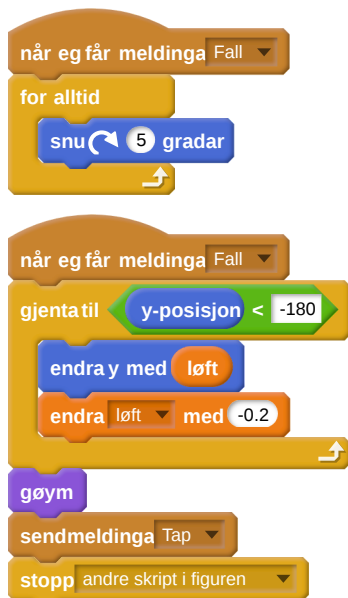 når eg får meldinga Fall
for alltid
snu 5 gradar
når eg får meldinga Fall
gjenta til y-posisjon < -180
endra y med løft
endra løft med -0.2
gøym
sendmeldinga Tap
stopp andre skript i figuren